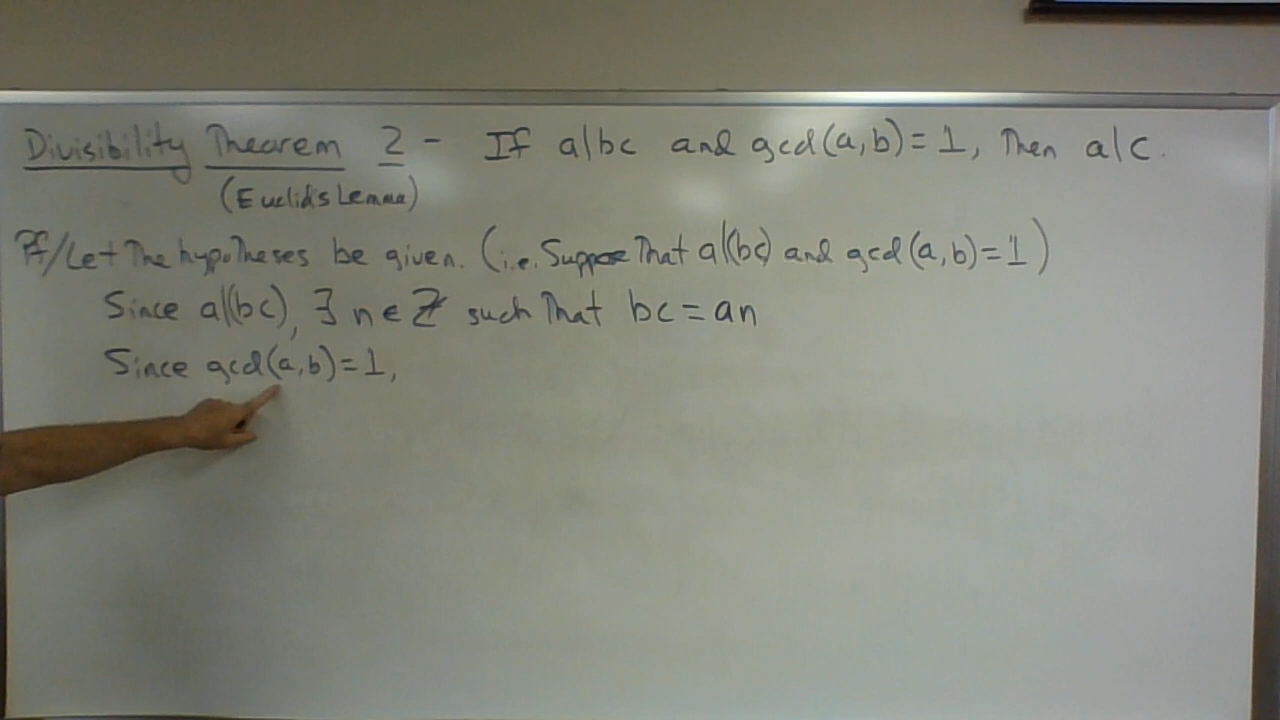 Divisibility Theorem 2 - If a|bc and gcd(a,b)=1, Then a|c.
(Euclid's Lemma)
Pf/Let The hypotheses be given. (i.e. Suppose That a|(bc) and gcd(a,b)=1)
Since a|(bc), ∃ n∈ℤ such That bc=an
Since gcd(a,b)=1,